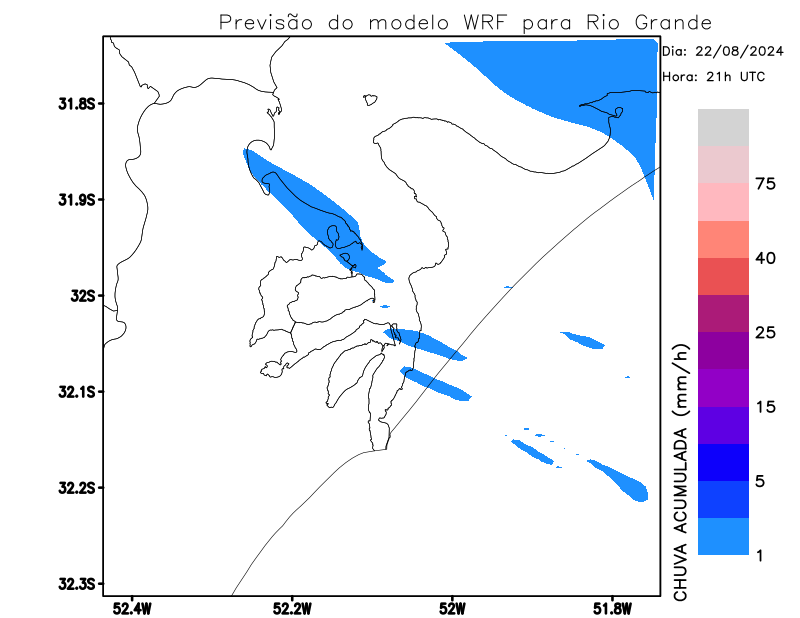 Previsão do modelo WRF para Rio Grande
Dia: 22/08/2024
Hora: 21h UTC
31.8S
31.9S
32S
32.1S
32.2S
32.3S
52.4W
52.2W
52W
51.8W
75
40
25
15
5
1
CHUVA ACUMULADA (mm/h)